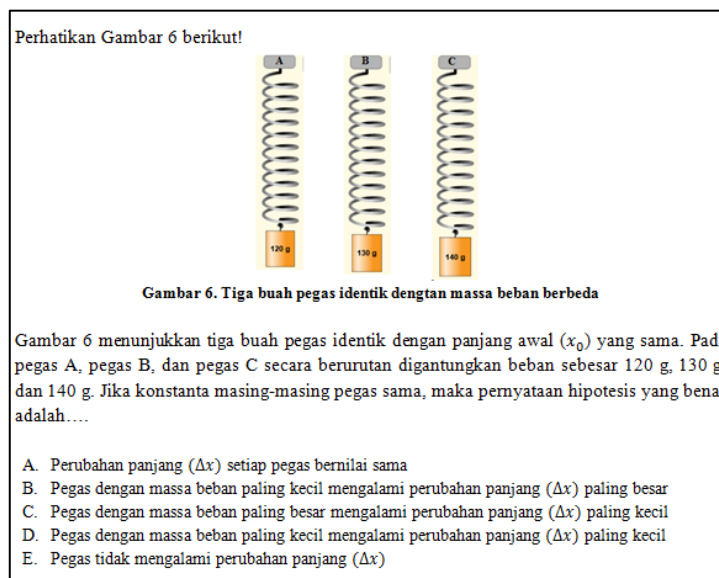 Perhatikan Gambar 6 berikut!
A B C
120 g 130 g 140 g
Gambar 6. Tiga buah pegas identik dengtan massa beban berbeda
Gambar 6 menunjukkan tiga buah pegas identik dengan panjang awal (x₀) yang sama. Pad
pegas A, pegas B, dan pegas C secara berurutan digantungkan beban sebesar 120 g, 130 g
dan 140 g. Jika konstanta masing-masing pegas sama, maka pernyataan hipotesis yang bena
adalah….
A. Perubahan panjang (Δx) setiap pegas bernilai sama
B. Pegas dengan massa beban paling kecil mengalami perubahan panjang (Δx) paling besar
C. Pegas dengan massa beban paling besar mengalami perubahan panjang (Δx) paling kecil
D. Pegas dengan massa beban paling kecil mengalami perubahan panjang (Δx) paling kecil
E. Pegas tidak mengalami perubahan panjang (Δx)